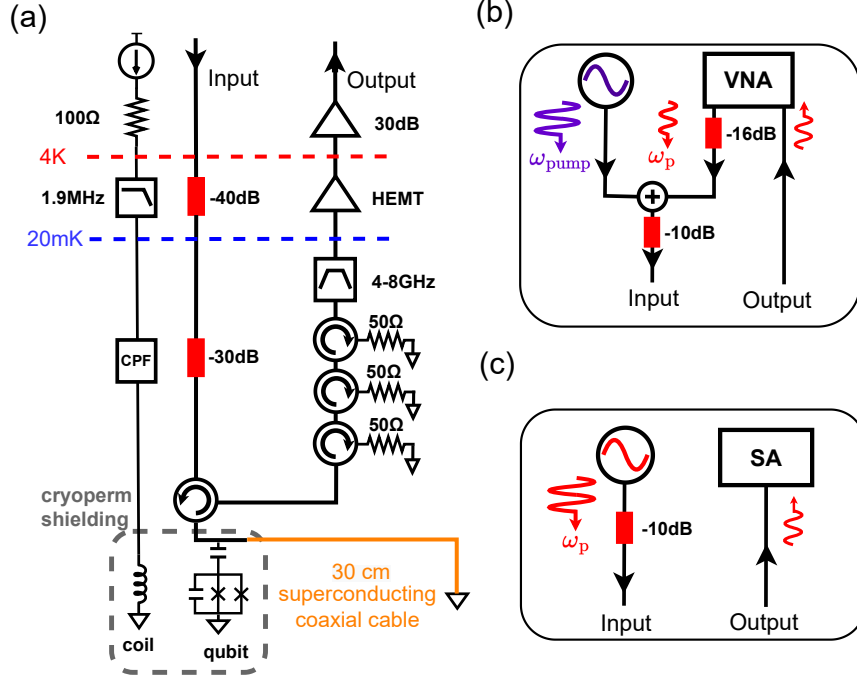 (a)
Input
Output
100Ω
30dB
4K
1.9MHz
-40dB
HEMT
20mK
4-8GHz
CPF
-30dB
50Ω
50Ω
50Ω
cryoperm
shielding
30 cm
superconducting
coaxial cable
coil
qubit
(b)
VNA
ωpump
ωp
-16dB
+
-10dB
Input
Output
(c)
SA
ωp
-10dB
Input
Output